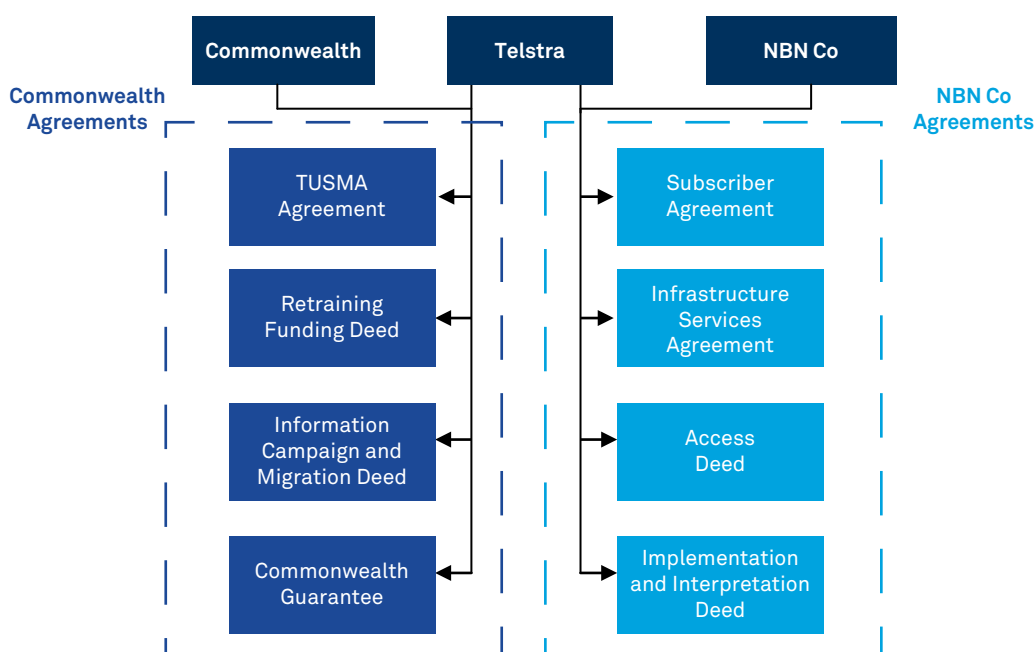 Commonwealth
Telstra
NBN Co
Commonwealth
Agreements
NBN Co
Agreements
TUSMA
Agreement
Subscriber
Agreement
Retraining
Funding Deed
Infrastructure
Services
Agreement
Information
Campaign and
Migration Deed
Access
Deed
Commonwealth
Guarantee
Implementation
and Interpretation
Deed